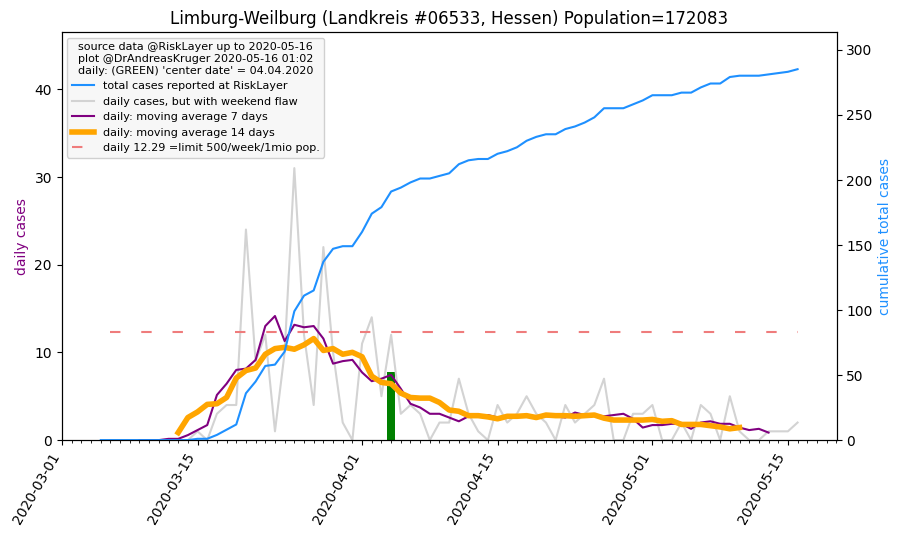 Limburg-Weilburg (Landkreis #06533, Hessen) Population=172083
source data @RiskLayer up to 2020-05-16
plot @DrAndreasKruger 2020-05-16 01:02
daily: (GREEN) 'center date' = 04.04.2020
total cases reported at RiskLayer
daily cases, but with weekend flaw
daily: moving average 7 days
daily: moving average 14 days
daily 12.29 =limit 500/week/1mio pop.
daily cases
40
30
20
10
0
cumulative total cases
300
250
200
150
100
50
0
2020-03-01
2020-03-15
2020-04-01
2020-04-15
2020-05-01
2020-05-15